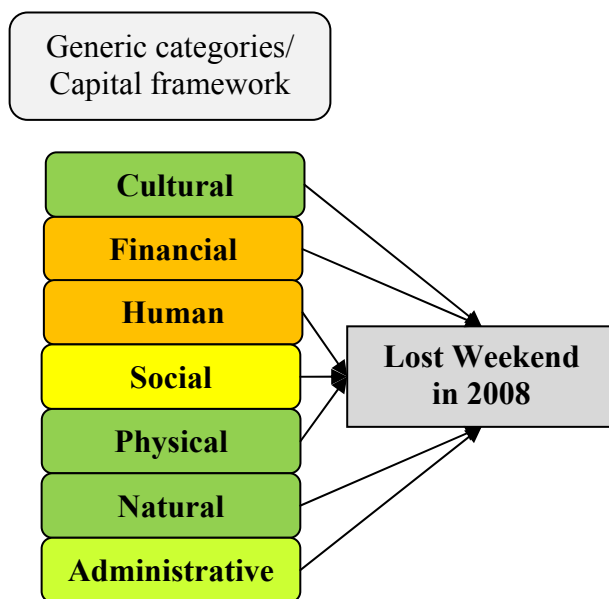 Generic categories/
Capital framework
Cultural
Financial
Human
Social
Physical
Natural
Administrative
Lost Weekend
in 2008